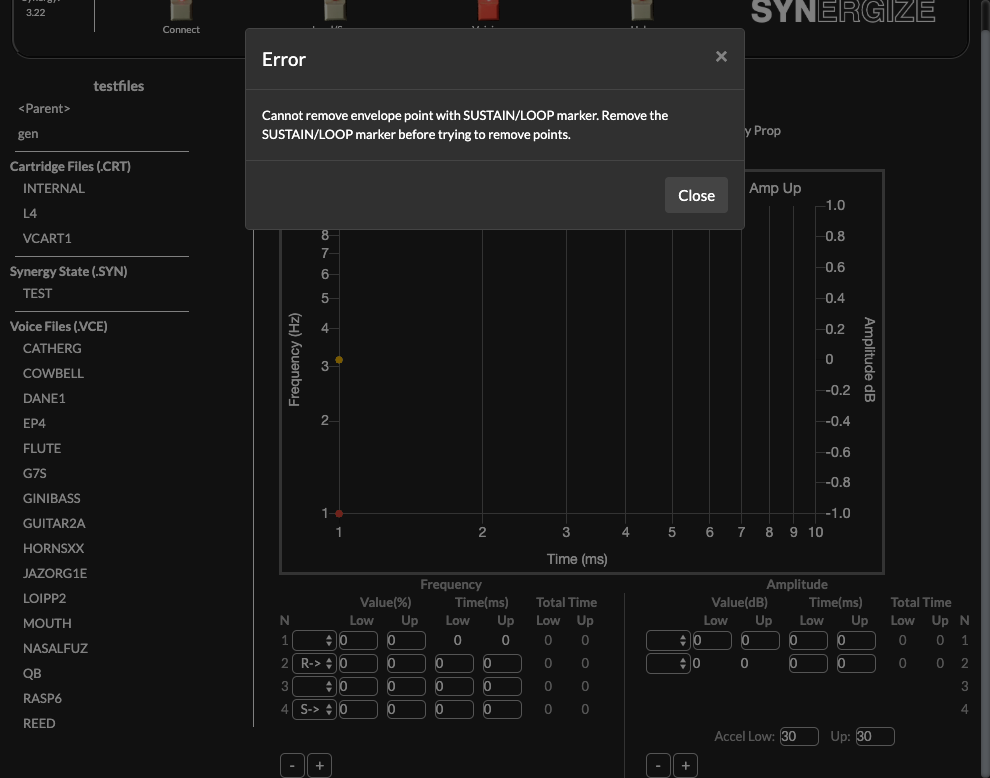 3.22
Connect
SYNERGIZE
Error
×
Cannot remove envelope point with SUSTAIN/LOOP marker. Remove the
SUSTAIN/LOOP marker before trying to remove points.
Close
testfiles
<Parent>
gen
Cartridge Files (.CRT)
INTERNAL
L4
VCART1
Synergy State (.SYN)
TEST
Voice Files (.VCE)
CATHERG
COWBELL
DANE1
EP4
FLUTE
G7S
GINIBASS
GUITAR2A
HORNSXX
JAZORG1E
LOIPP2
MOUTH
NASALFUZ
QB
RASP6
REED
y Prop
Amp Up
8
7
6
5
4
3
2
1
Frequency (Hz)
1.0
0.8
0.6
0.4
0.2
0
-0.2
-0.4
-0.6
-0.8
-1.0
Amplitude dB
1 2 3 4 5 6 7 8 9 10
Time (ms)
Frequency
Value(%) Time(ms) Total Time
N Low Up Low Up Low Up
1 0 0 0 0 0 0
2 R-> 0 0 0 0 0 0
3 0 0 0 0 0 0
4 S-> 0 0 0 0 0 0
- +
Amplitude
Value(dB) Time(ms) Total Time
Low Up Low Up Low Up N
0 0 0 0 0 0 1
0 0 0 0 0 0 2
3
4
Accel Low: 30 Up: 30
- +